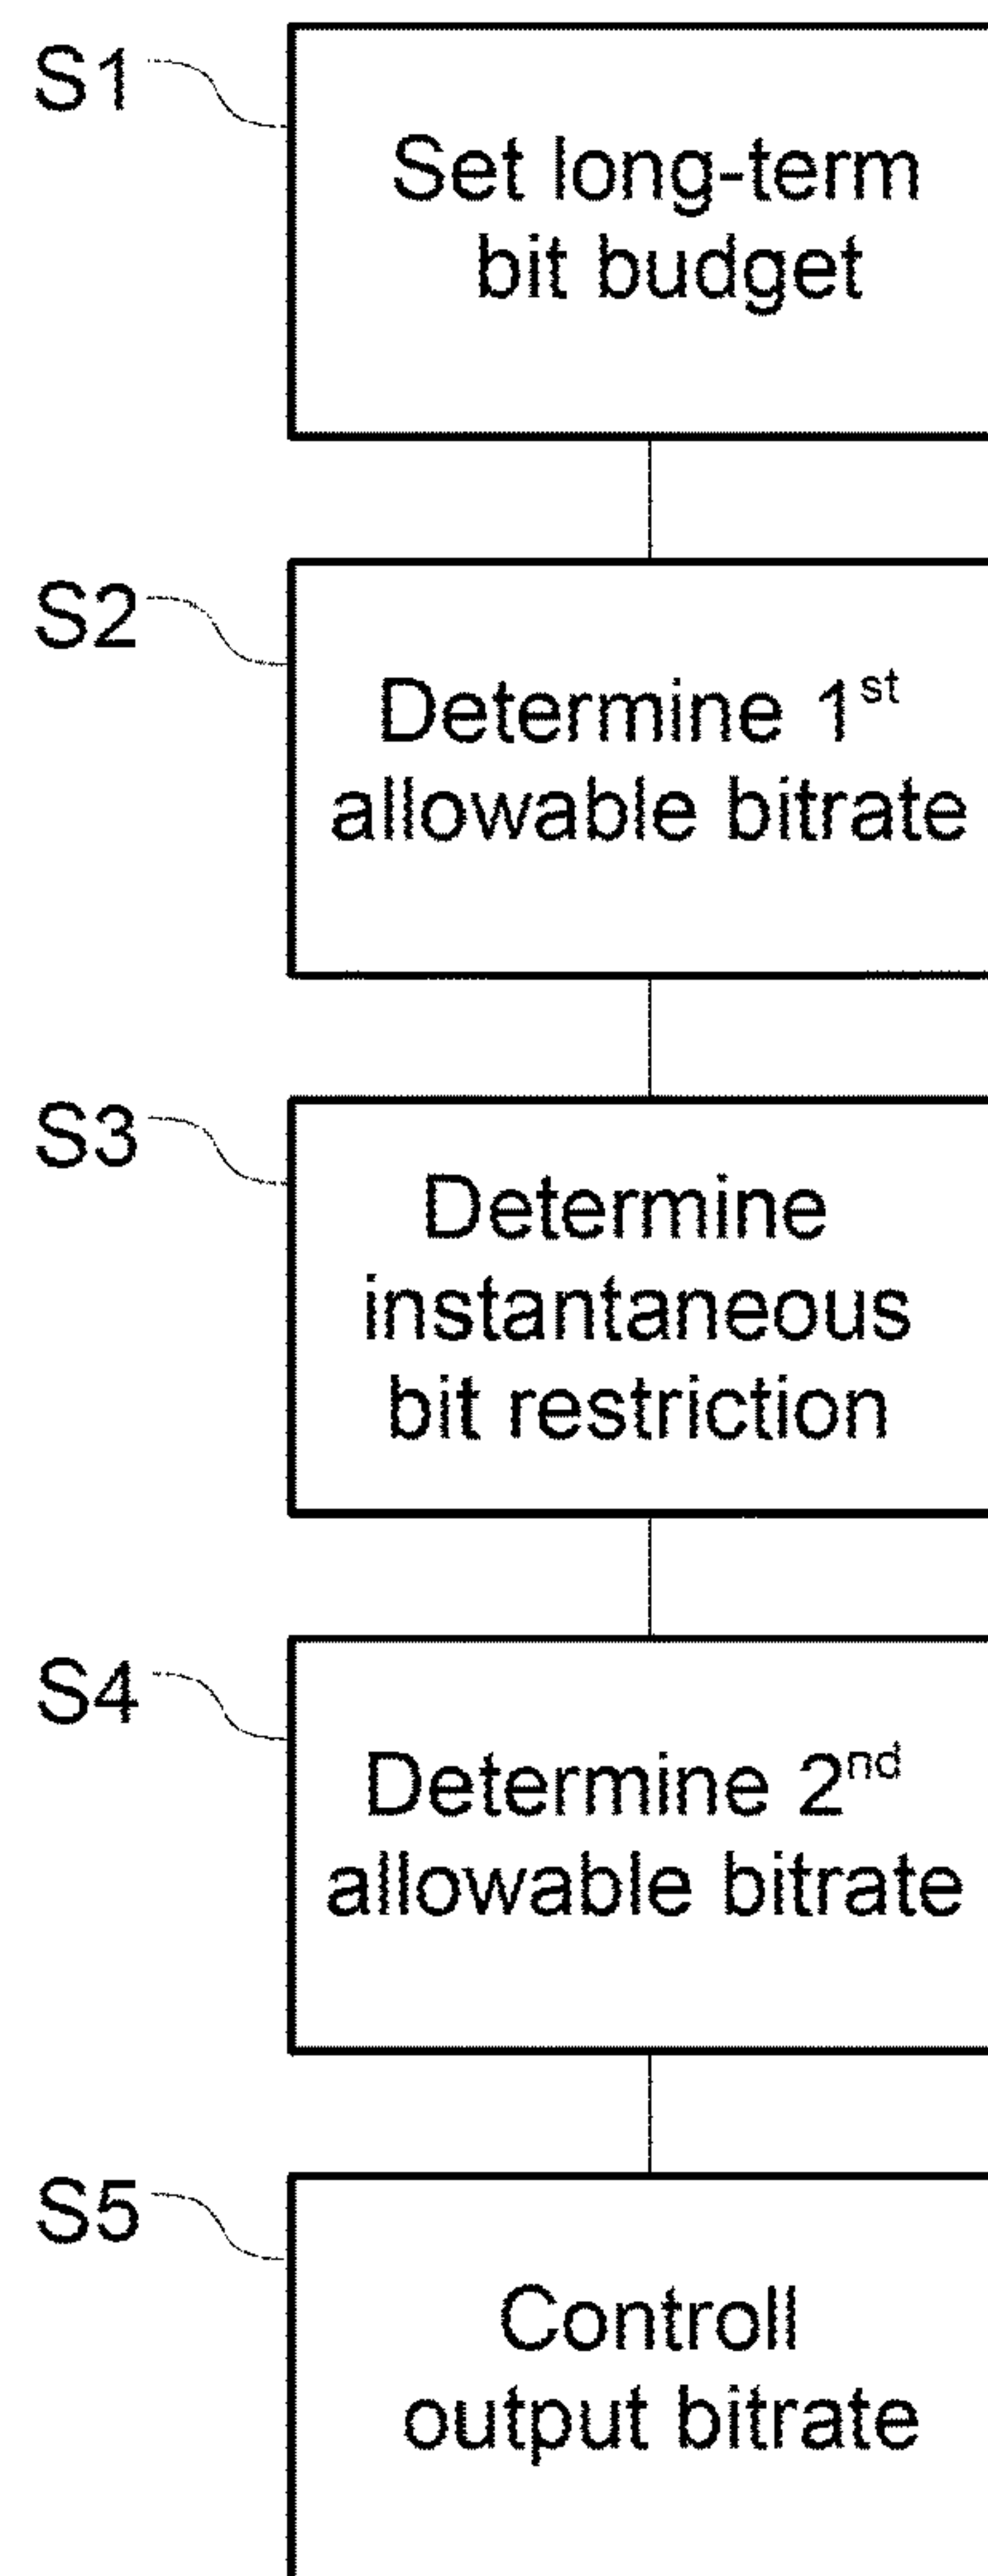 S1
Set long-term
bit budget
S2
Determine 1st
allowable bitrate
S3
Determine
instantaneous
bit restriction
S4
Determine 2nd
allowable bitrate
S5
Controll
output bitrate